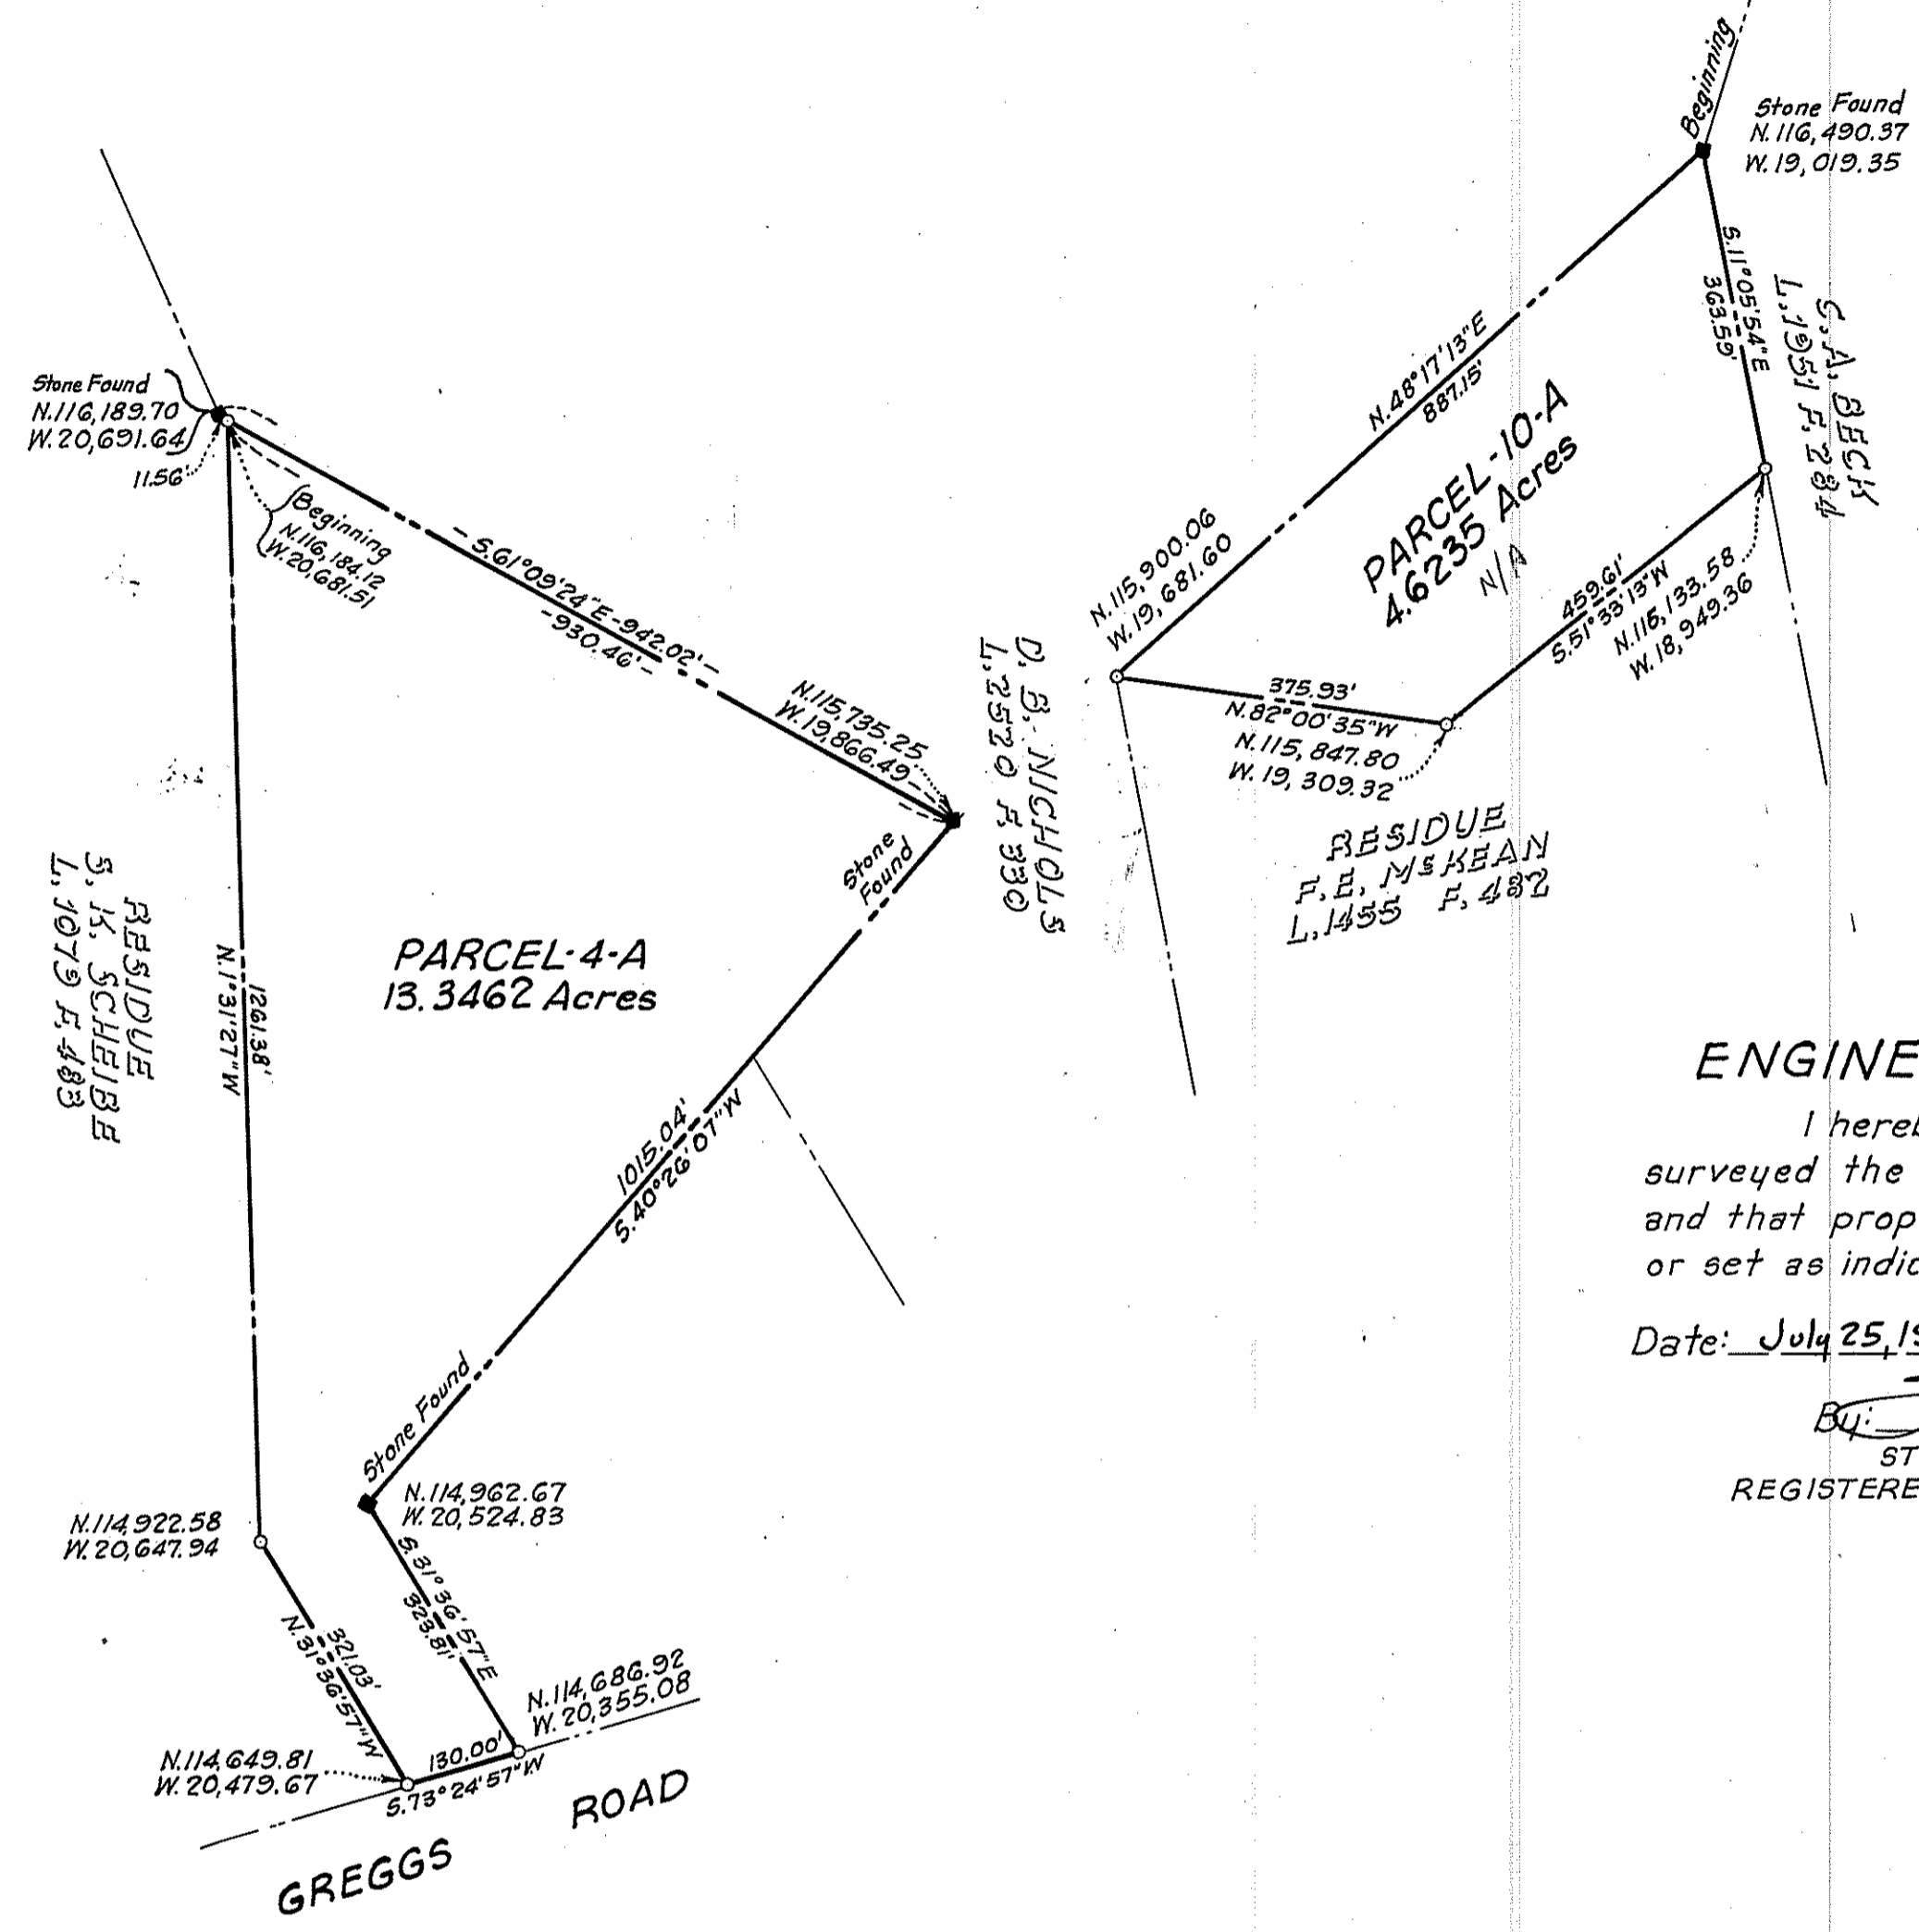 Beginning
Stone Found
N.116,490.37
W.19,019.35
S.11°05'54"E
363.59'
C.A. BECK
L.1951 F.284
N.48°17'13"E
887.15'
PARCEL-10-A
4.6235 Acres
N/A
459.61'
S.51°33'13"W
N.116,133.58
W.18,949.36
N.115,900.06
W.19,681.60
375.93'
N.82°00'35"W
N.115,847.80
W.19,309.32
RESIDUE
F.E. McKEAN
L.1455 F.482
D.B. NICHOLS
L.2520 F.330
Stone Found
N.116,189.70
W.20,691.64
11.56'
Beginning
N.116,184.12
W.20,681.51
- S.61°09'24"E -942.02'-
-930.46'-
N.115,735.25
W.19,866.49
Stone
Found
PARCEL-4-A
13.3462 Acres
RESIDUE
S.K. SCHEIBE
L.1079 F.483
1261.38'
N.1°31'27"W
1015.04'
S.40°26'07"W
Stone Found
N.114,962.67
W.20,524.83
N.114,922.58
W.20,647.94
S.31°36'57"E
323.81'
321.03'
N.31°36'57"W
N.114,686.92
W.20,355.08
N.114,649.81
W.20,479.67
130.00'
S.73°24'57"W
GREGGS ROAD
ENGINE
I hereb
surveyed the
and that prop
or set as indic
Date: July 25, 19
By:
ST
REGISTERE